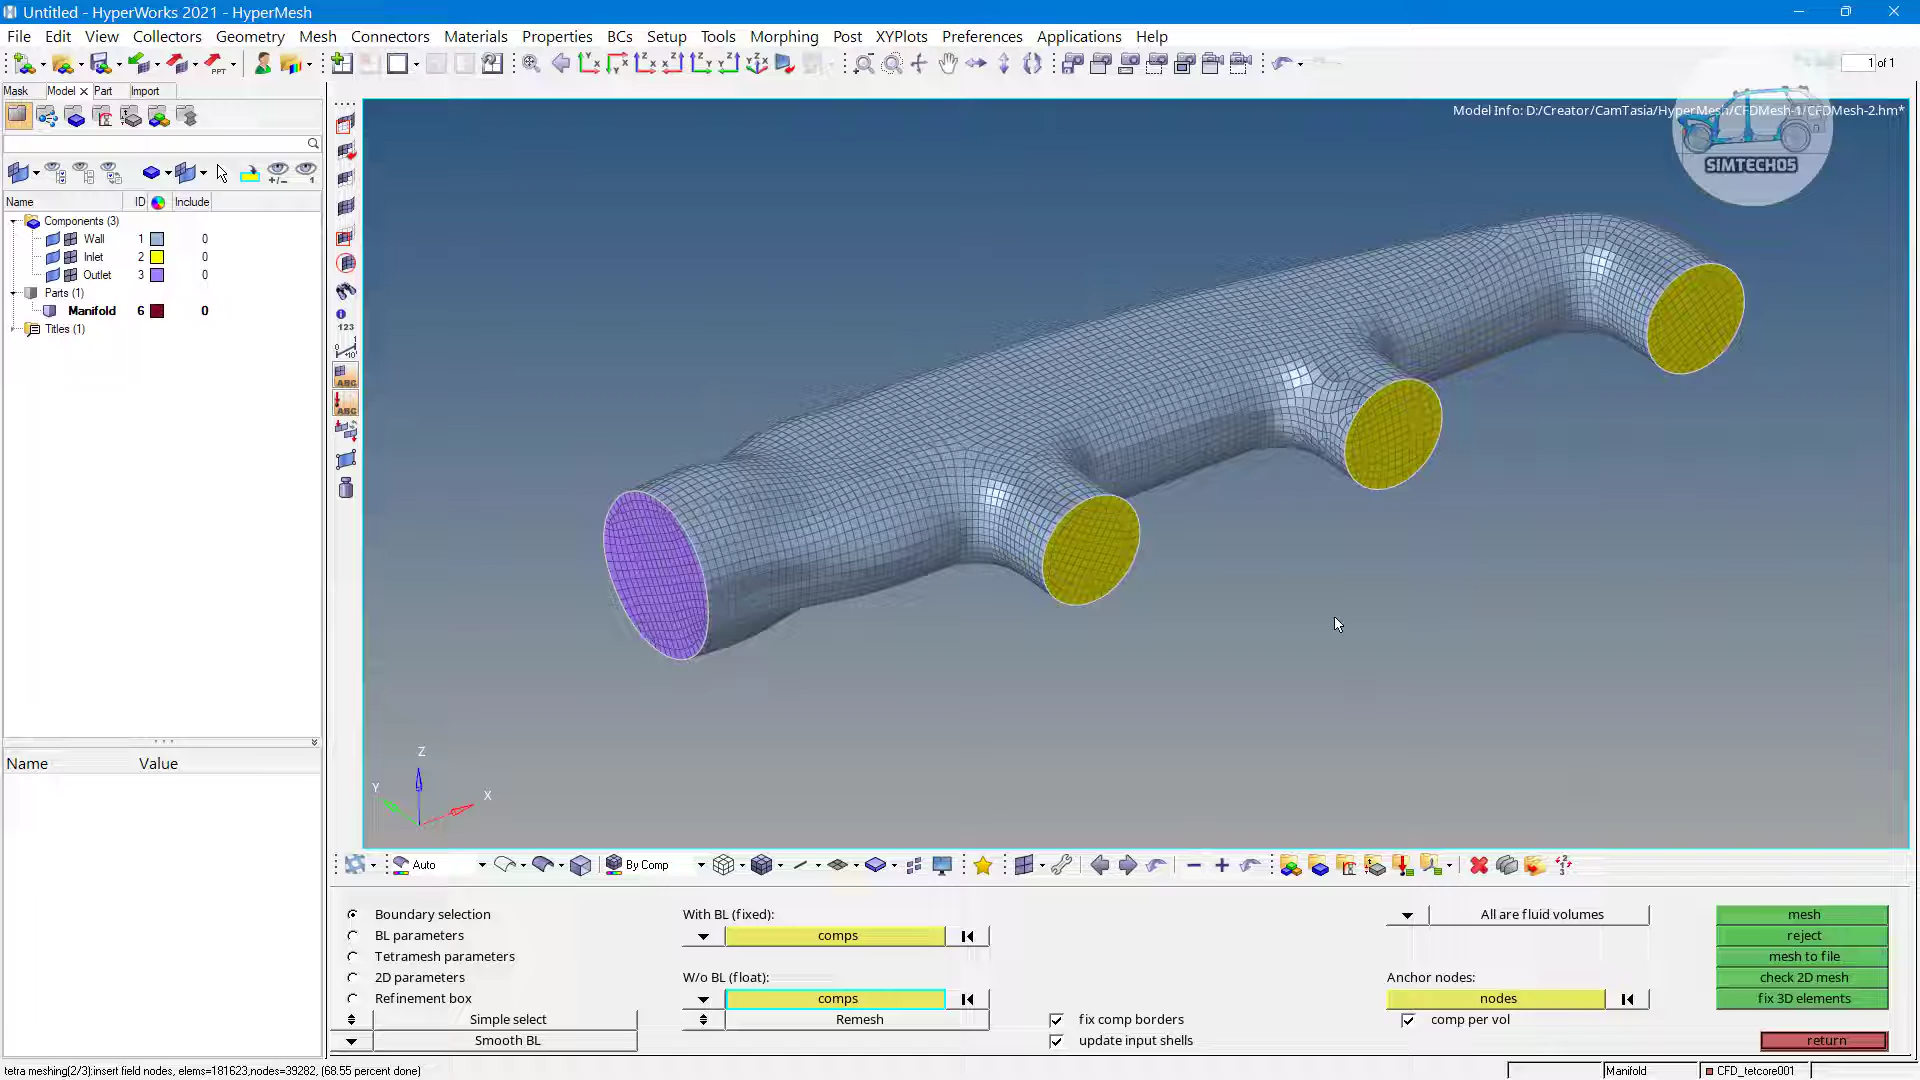 Untitled - HyperWorks 2021 - HyperMesh
File Edit View Collectors Geometry Mesh Connectors Materials Properties BCs Setup Tools Morphing Post XYPlots Preferences Applications Help
1 of 1
Mask Model Part Import
Model Info: D:/Creator/CamTasia/HyperMesh/CFDMesh-1/CFDMesh-2.hm*
SIMTECH05
Name ID Include
Components (3)
Wall 1 0
Inlet 2 0
Outlet 3 0
Parts (1)
Manifold 6 0
Titles (1)
Name Value
Z
Y
X
Auto By Comp
Boundary selection With BL (fixed): All are fluid volumes mesh
BL parameters comps reject
Tetramesh parameters mesh to file
2D parameters W/o BL (float): Anchor nodes: check 2D mesh
Refinement box comps nodes fix 3D elements
Simple select Remesh fix comp borders comp per vol
Smooth BL update input shells return
tetra meshing(2/3):insert field nodes, elems=181623,nodes=39282, (68.55 percent done) Manifold CFD_tetcore001